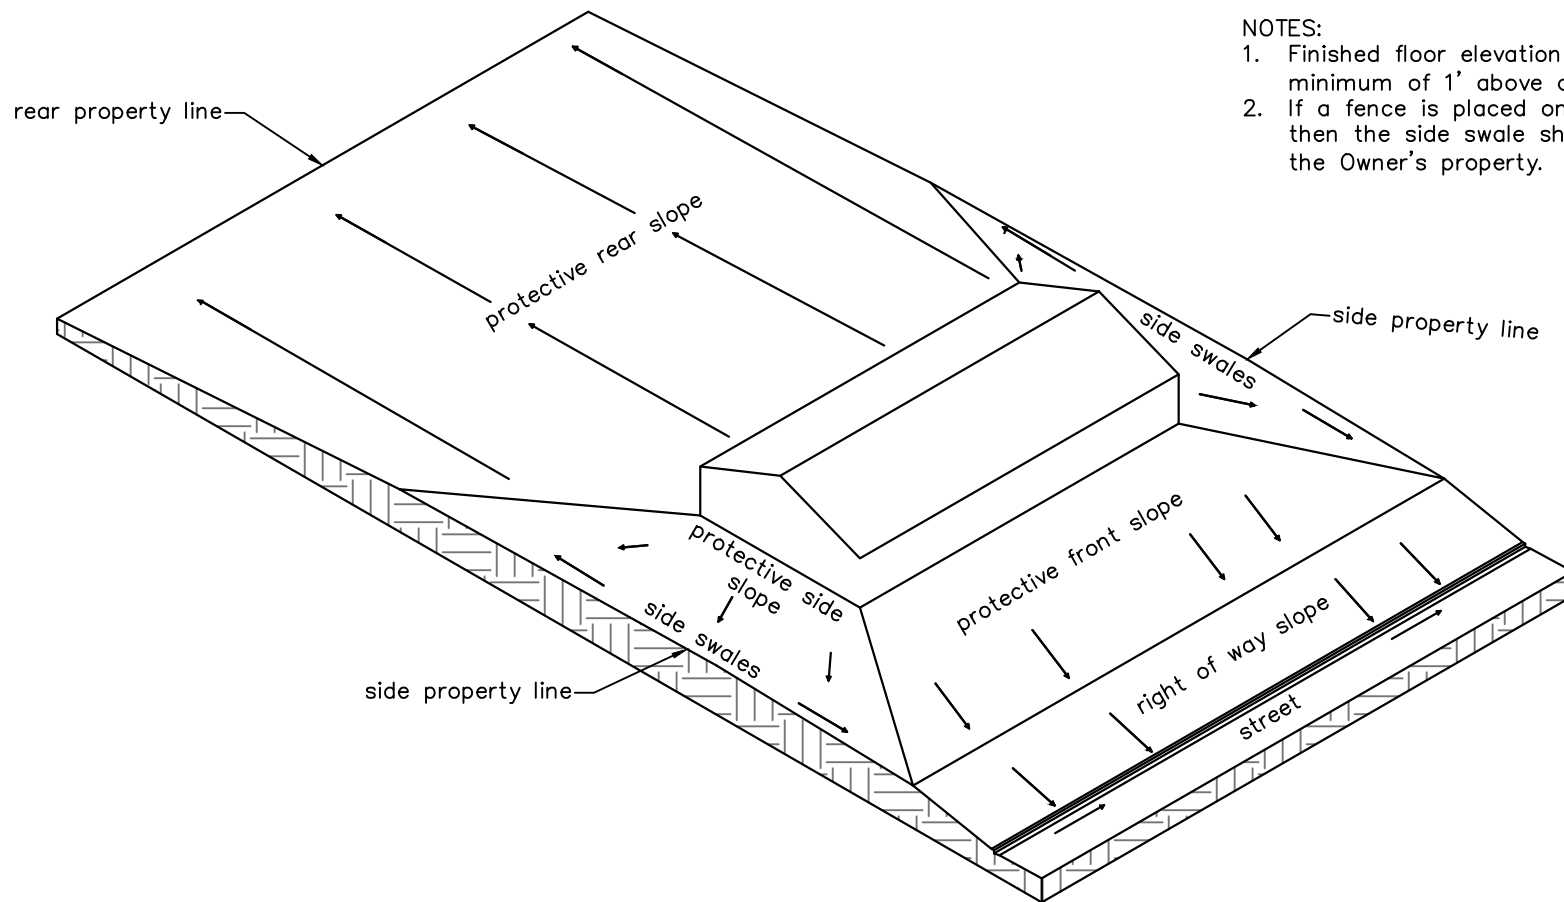 NOTES:
1. Finished floor elevation
minimum of 1' above
2. If a fence is placed on
then the side swale
the Owner's property.
rear property line
protective rear slope
side swales
side property line
protective side
slope
protective front slope
side swales
side property line
right of way slope
street